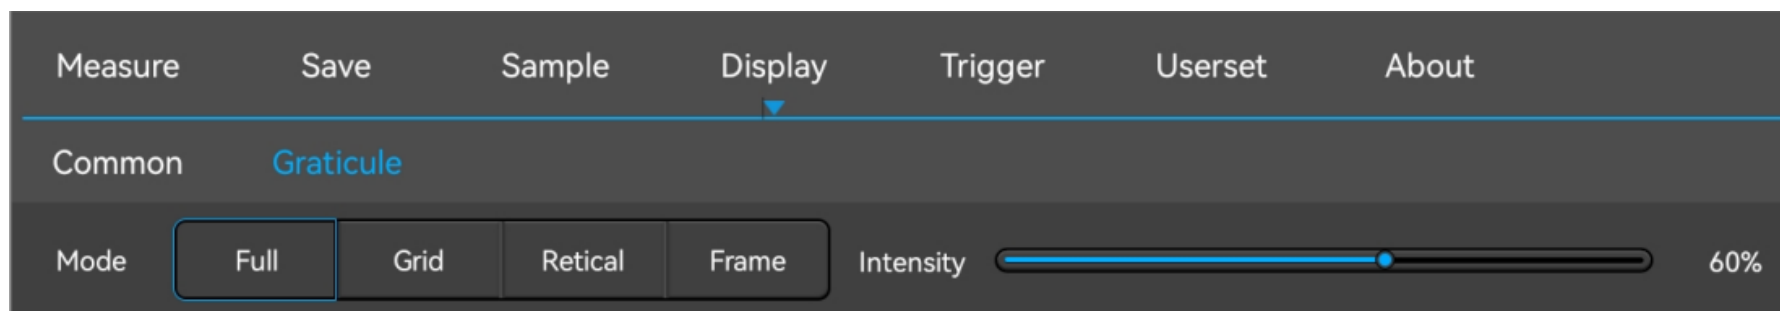 Measure Save Sample Display Trigger Userset About
Common Graticule
Mode Full Grid Retical Frame Intensity 60%